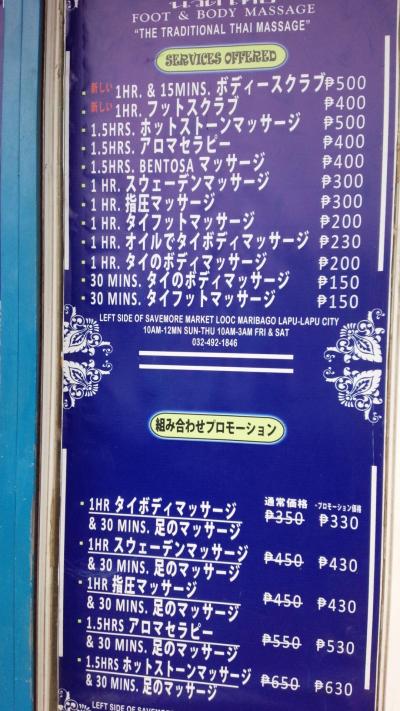 FOOT & BODY MASSAGE
"THE TRADITIONAL THAI MASSAGE"
SERVICES OFFERED
新しい 1HR. & 15MINS. ボディースクラブ ₱500
新しい 1HR. フットスクラブ ₱400
1.5HRS. ホットストーンマッサージ ₱500
1.5HRS. アロマセラピー ₱400
1.5HRS. BENTOSA マッサージ ₱400
1 HR. スウェーデンマッサージ ₱300
1 HR. 指圧マッサージ ₱300
1 HR. タイフットマッサージ ₱200
1 HR. オイルでタイボディマッサージ ₱230
1 HR. タイのボディマッサージ ₱200
30 MINS. タイのボディマッサージ ₱150
30 MINS. タイフットマッサージ ₱150
LEFT SIDE OF SAVEMORE MARKET LOOC MARIBAGO LAPU-LAPU CITY
10AM-12MN SUN-THU 10AM-3AM FRI & SAT
032-492-1846
組み合わせプロモーション
通常価格 プロモーション価格
1HR タイボディマッサージ
& 30 MINS. 足のマッサージ ₱350 ₱330
1HR スウェーデンマッサージ
& 30 MINS. 足のマッサージ ₱450 ₱430
1HR 指圧マッサージ
& 30 MINS. 足のマッサージ ₱450 ₱430
1.5HRS アロマセラピー
& 30 MINS. 足のマッサージ ₱550 ₱530
1.5HRS ホットストーンマッサージ
& 30 MINS. 足のマッサージ ₱650 ₱630
LEFT SIDE OF SAVEMORE